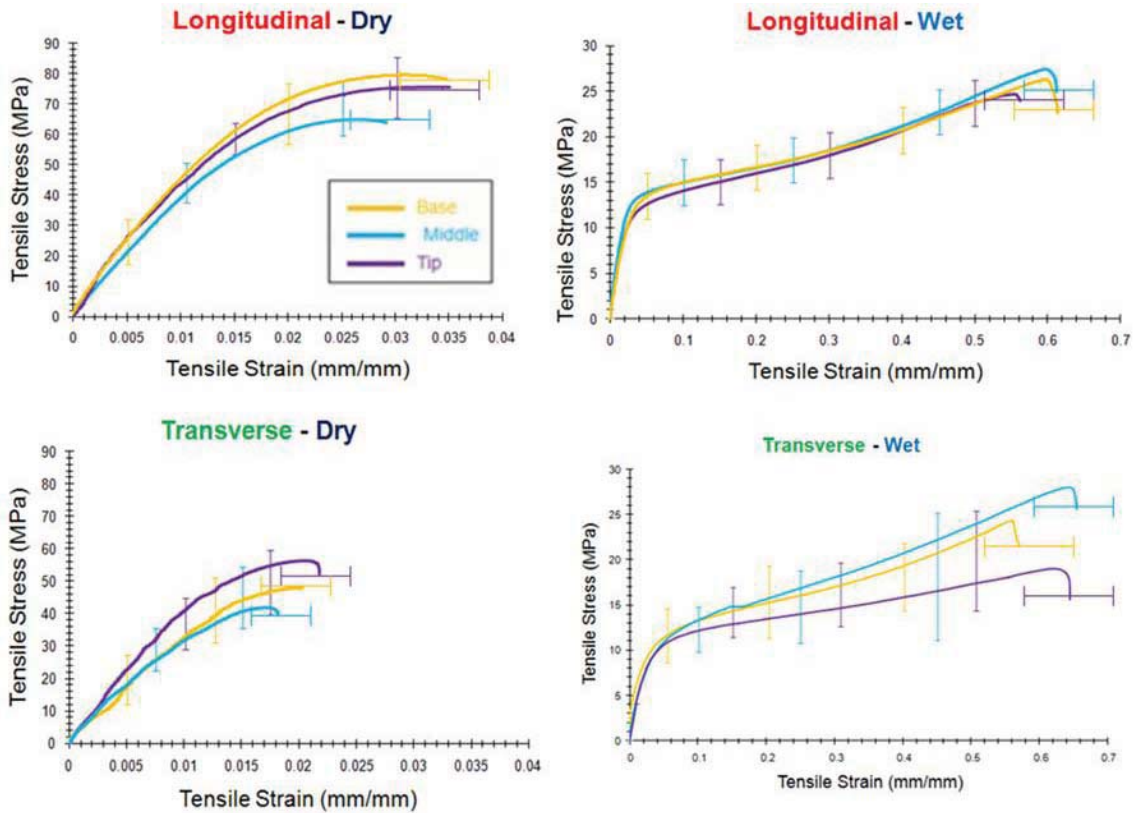 Longitudinal - Dry
Tensile Stress (MPa)
90
80
70
60
50
40
30
20
10
0
0 0.005 0.01 0.015 0.02 0.025 0.03 0.035 0.04
Tensile Strain (mm/mm)
Base
Middle
Tip
Longitudinal - Wet
Tensile Stress (MPa)
30
25
20
15
10
5
0
0 0.1 0.2 0.3 0.4 0.5 0.6 0.7
Tensile Strain (mm/mm)
Transverse - Dry
Tensile Stress (MPa)
90
80
70
60
50
40
30
20
10
0
0 0.005 0.01 0.015 0.02 0.025 0.03 0.035 0.04
Tensile Strain (mm/mm)
Transverse - Wet
Tensile Stress (MPa)
30
25
20
15
10
5
0
0 0.1 0.2 0.3 0.4 0.5 0.6 0.7
Tensile Strain (mm/mm)